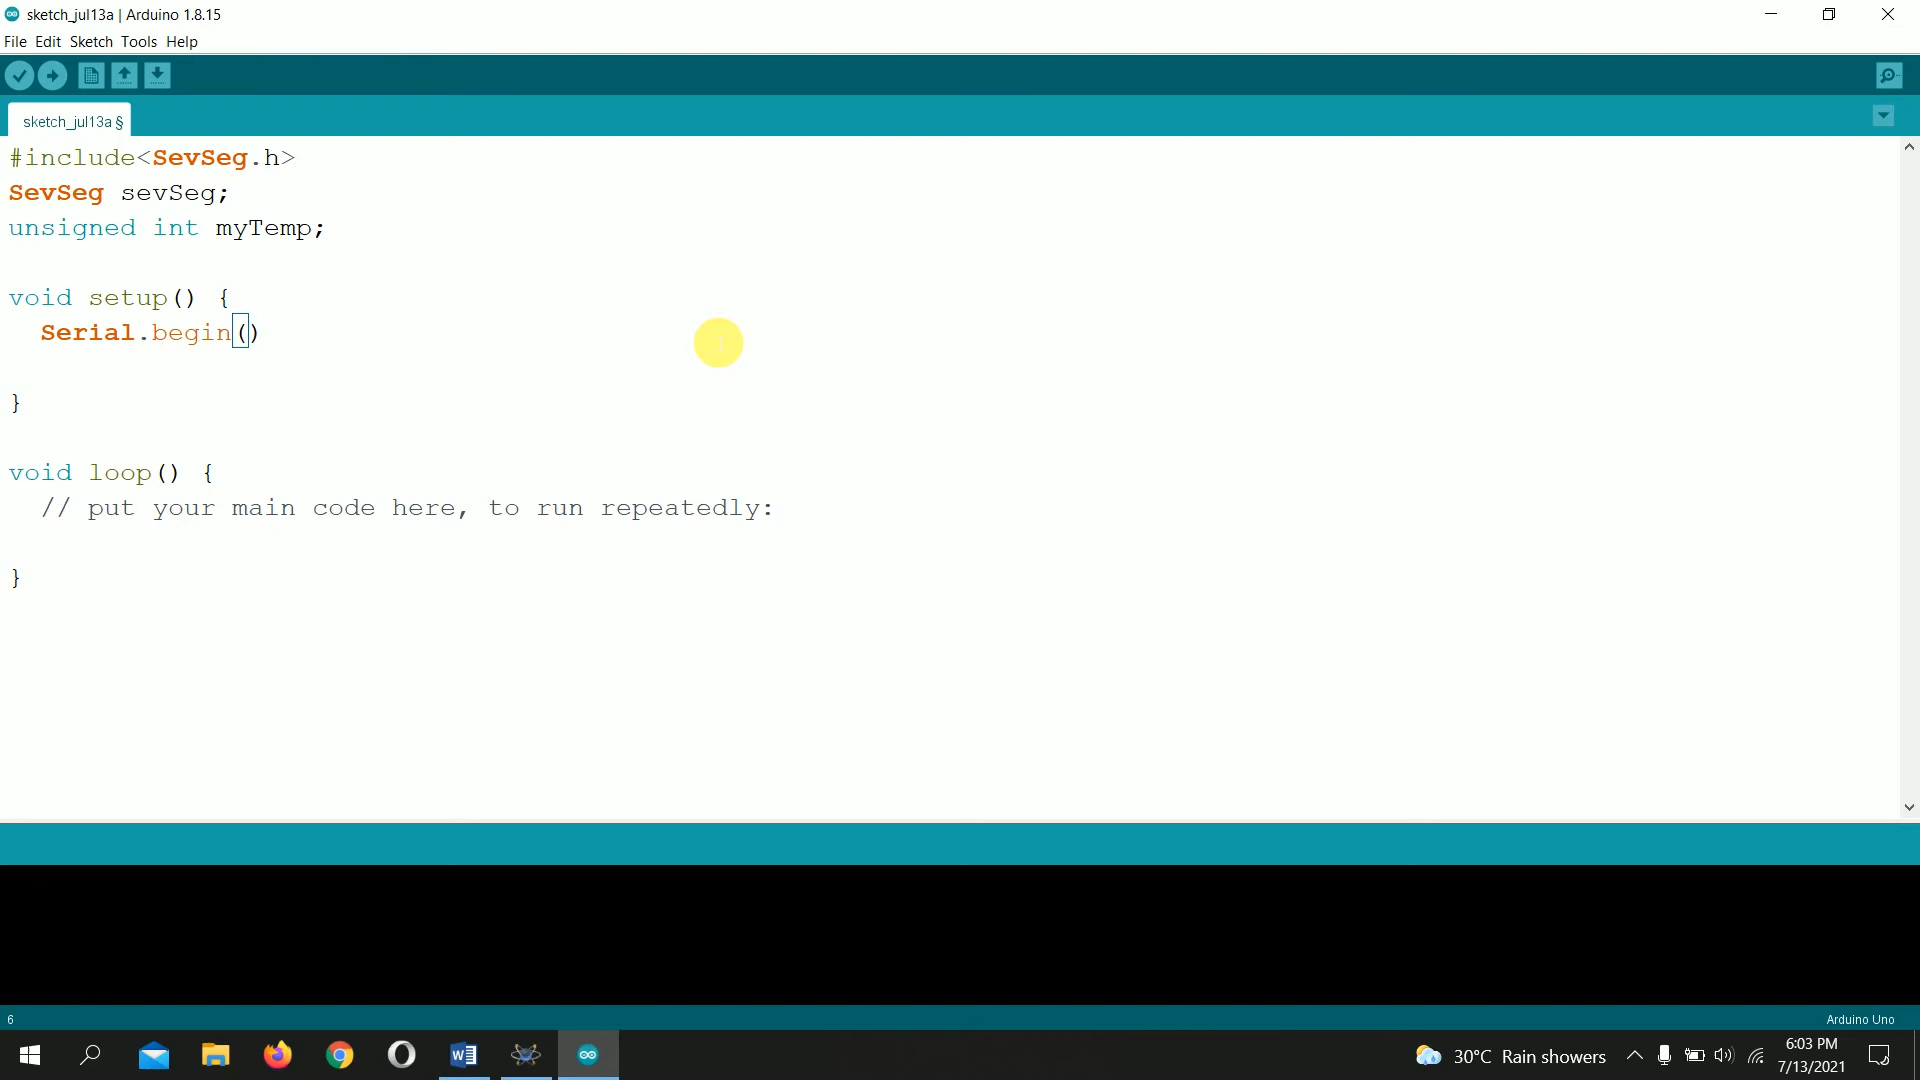 sketch_jul13a | Arduino 1.8.15
File Edit Sketch Tools Help
sketch_jul13a §
#include<SevSeg.h>
SevSeg sevSeg;
unsigned int myTemp;
void setup() {
Serial.begin()
}
void loop() {
// put your main code here, to run repeatedly:
}
6
Arduino Uno
30°C Rain showers
6:03 PM
7/13/2021